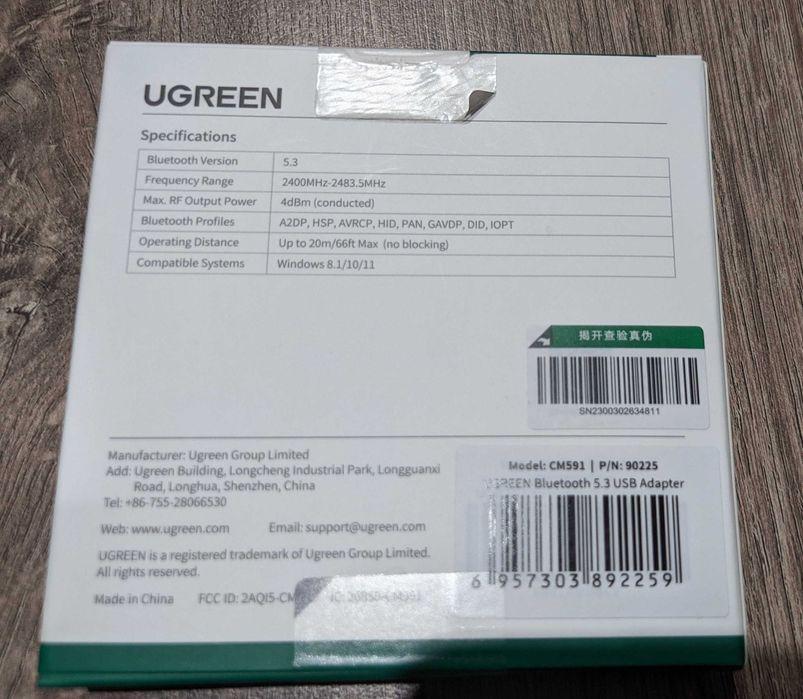 UGREEN
Specifications
Bluetooth Version 5.3
Frequency Range 2400MHz-2483.5MHz
Max. RF Output Power 4dBm (conducted)
Bluetooth Profiles A2DP, HSP, AVRCP, HID, PAN, GAVDP, DID, IOPT
Operating Distance Up to 20m/66ft Max (no blocking)
Compatible Systems Windows 8.1/10/11
揭开查验真伪
SN2300302634811
Manufacturer: Ugreen Group Limited
Add: Ugreen Building, Longcheng Industrial Park, Longguanxi
Road, Longhua, Shenzhen, China
Tel: +86-755-28066530
Web: www.ugreen.com Email: support@ugreen.com
UGREEN is a registered trademark of Ugreen Group Limited.
All rights reserved.
Made in China FCC ID: 2AQI5-CM
Model: CM591 | P/N: 90225
UGREEN Bluetooth 5.3 USB Adapter
6 957303 892259